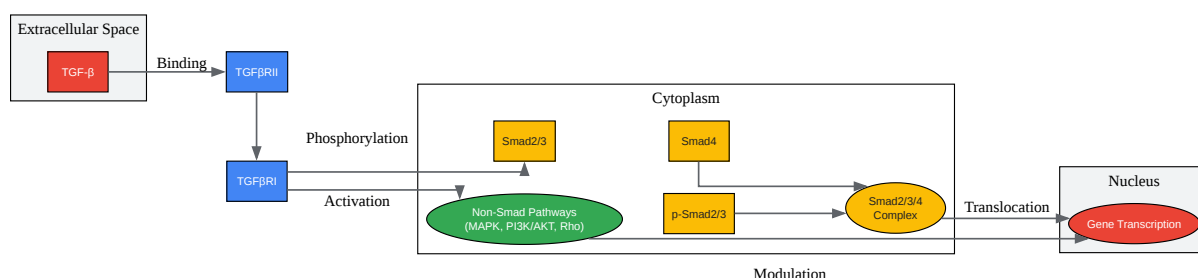 Extracellular Space
TGF-β
Binding
TGFβRII
Phosphorylation
TGFβRI
Activation
Cytoplasm
Smad2/3
Smad4
Non-Smad Pathways
(MAPK, PI3K/AKT, Rho)
p-Smad2/3
Smad2/3/4
Complex
Translocation
Nucleus
Gene Transcription
Modulation